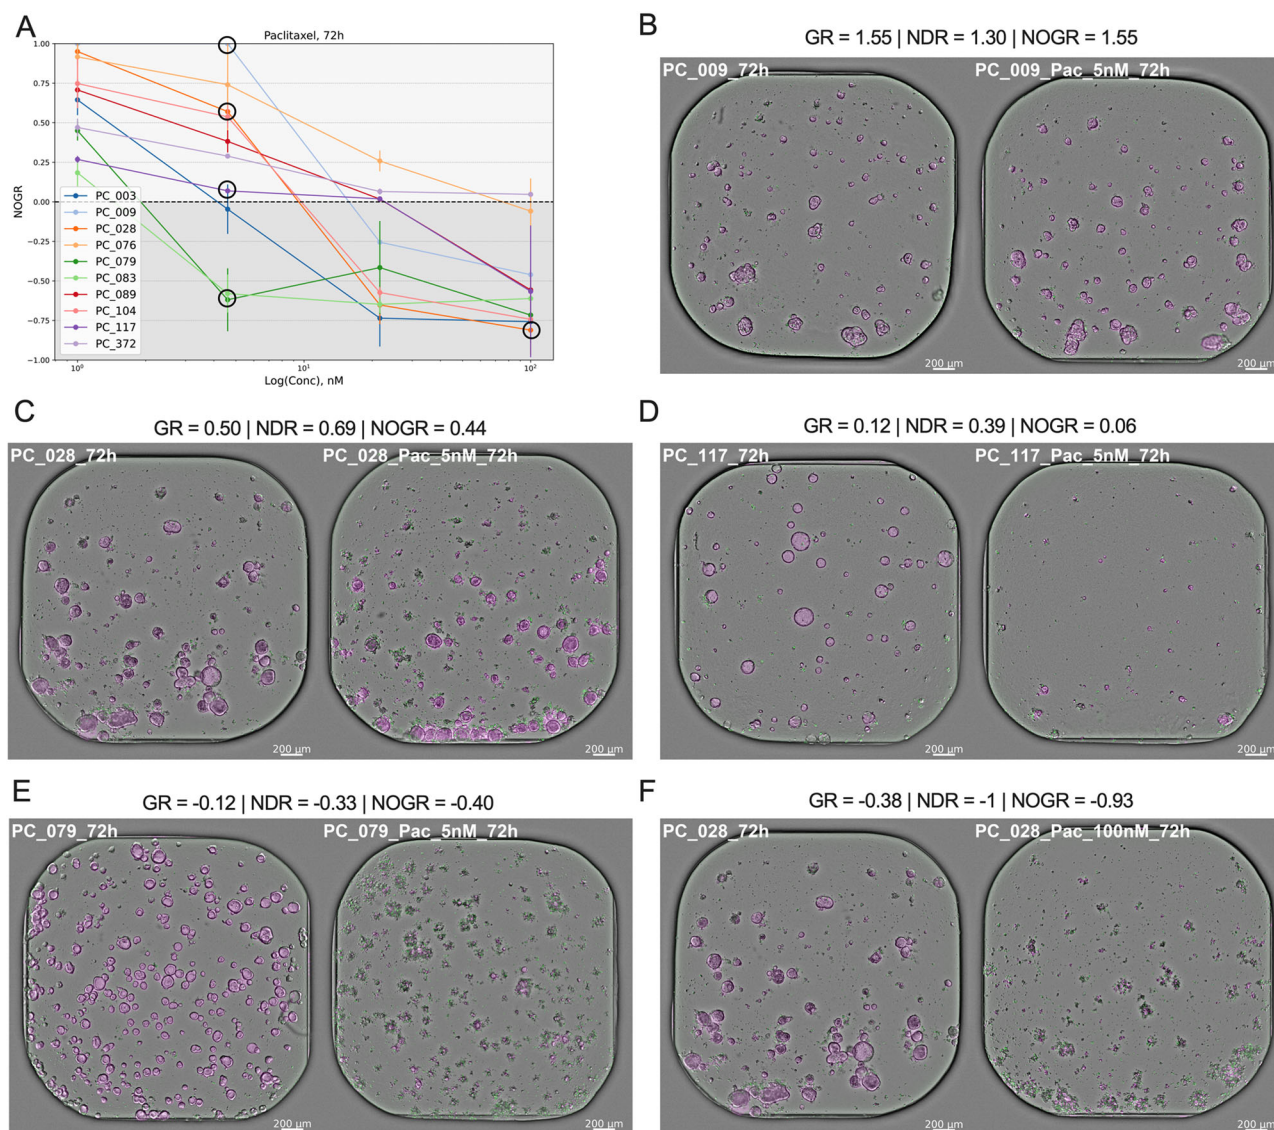 A
Paclitaxel, 72h
1.00
0.75
0.50
0.25
0.00
−0.25
−0.50
−0.75
−1.00
NOGR
PC_003
PC_009
PC_028
PC_076
PC_079
PC_083
PC_089
PC_104
PC_117
PC_372
10⁰
10¹
10²
Log(Conc), nM
B
GR = 1.55 | NDR = 1.30 | NOGR = 1.55
PC_009_72h
PC_009_Pac_5nM_72h
200 µm
200 µm
C
GR = 0.50 | NDR = 0.69 | NOGR = 0.44
PC_028_72h
PC_028_Pac_5nM_72h
200 µm
200 µm
D
GR = 0.12 | NDR = 0.39 | NOGR = 0.06
PC_117_72h
PC_117_Pac_5nM_72h
200 µm
200 µm
E
GR = -0.12 | NDR = -0.33 | NOGR = -0.40
PC_079_72h
PC_079_Pac_5nM_72h
200 µm
200 µm
F
GR = -0.38 | NDR = -1 | NOGR = -0.93
PC_028_72h
PC_028_Pac_100nM_72h
200 µm
200 µm